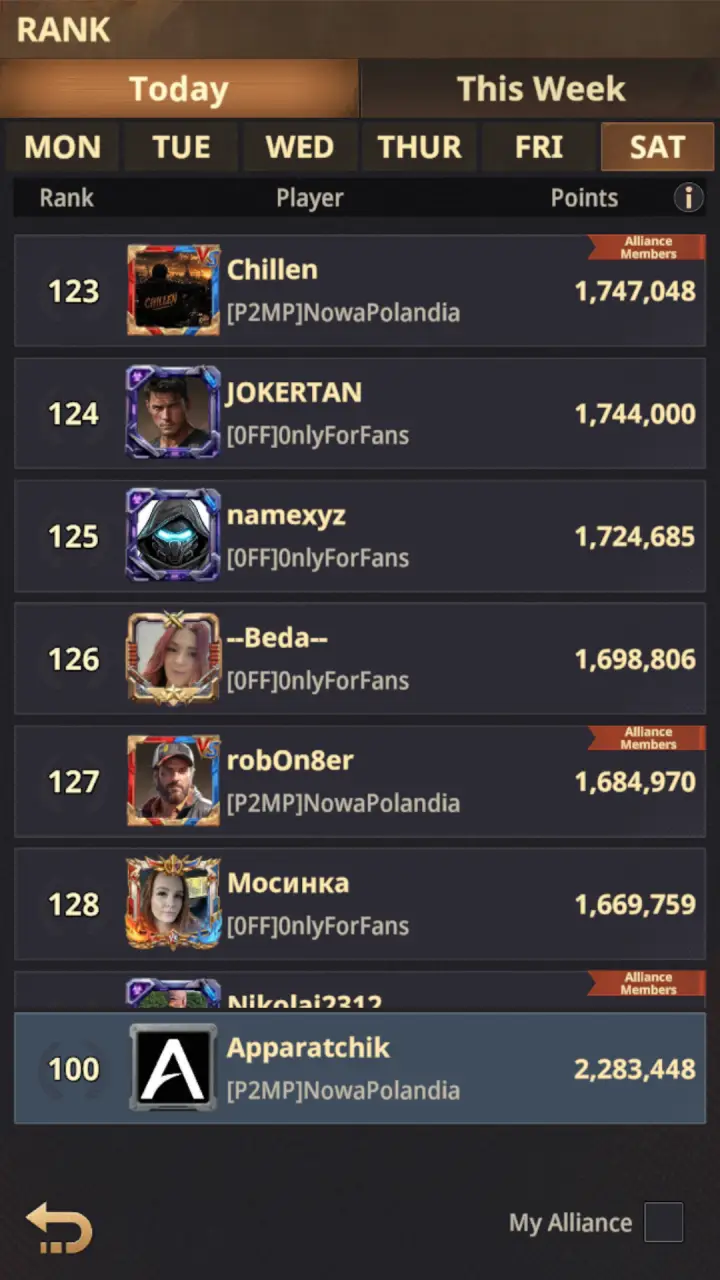 RANK
Today
This Week
MON TUE WED THUR FRI SAT
Rank Player Points i
Alliance Members
123 Chillen 1,747,048
[P2MP]NowaPolandia
124 JOKERTAN 1,744,000
[0FF]0nlyForFans
125 namexyz 1,724,685
[0FF]0nlyForFans
126 --Beda-- 1,698,806
[0FF]0nlyForFans
Alliance Members
127 robOn8er 1,684,970
[P2MP]NowaPolandia
128 Мосинка 1,669,759
[0FF]0nlyForFans
Alliance Members
Nikolai2312
100 Apparatchik 2,283,448
[P2MP]NowaPolandia
My Alliance